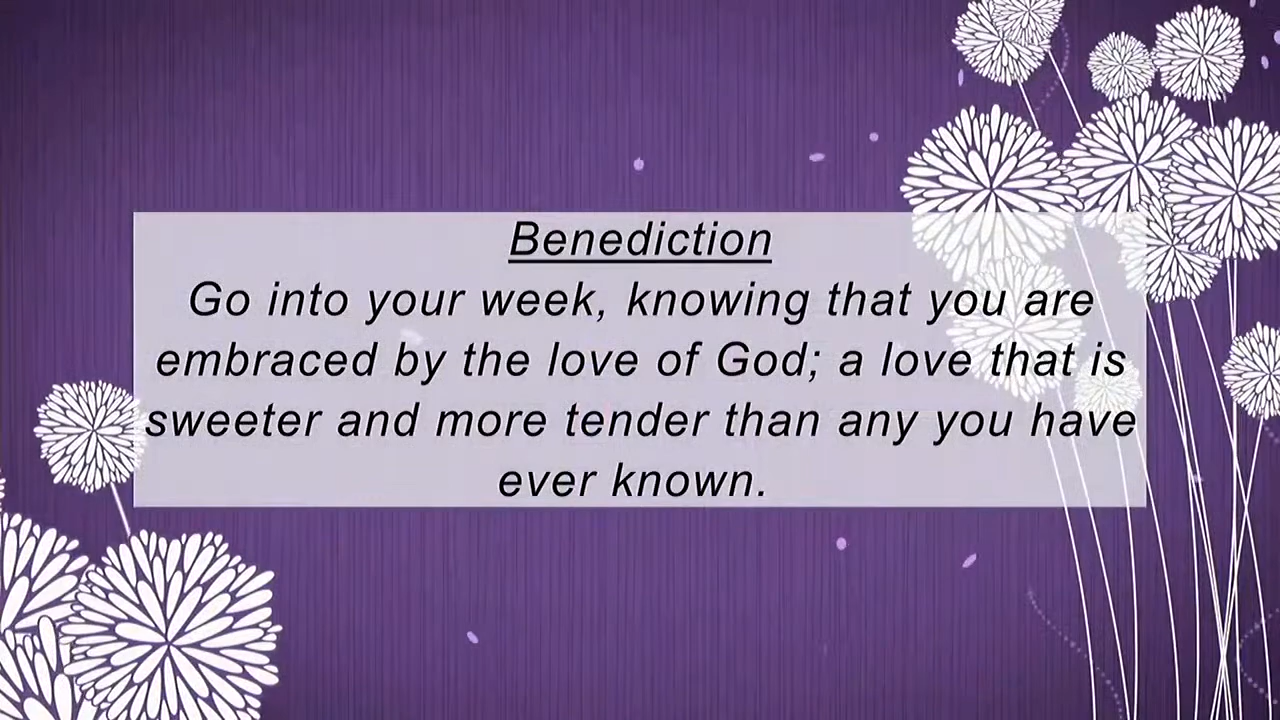 Benediction
Go into your week, knowing that you are
embraced by the love of God; a love that is
sweeter and more tender than any you have
ever known.